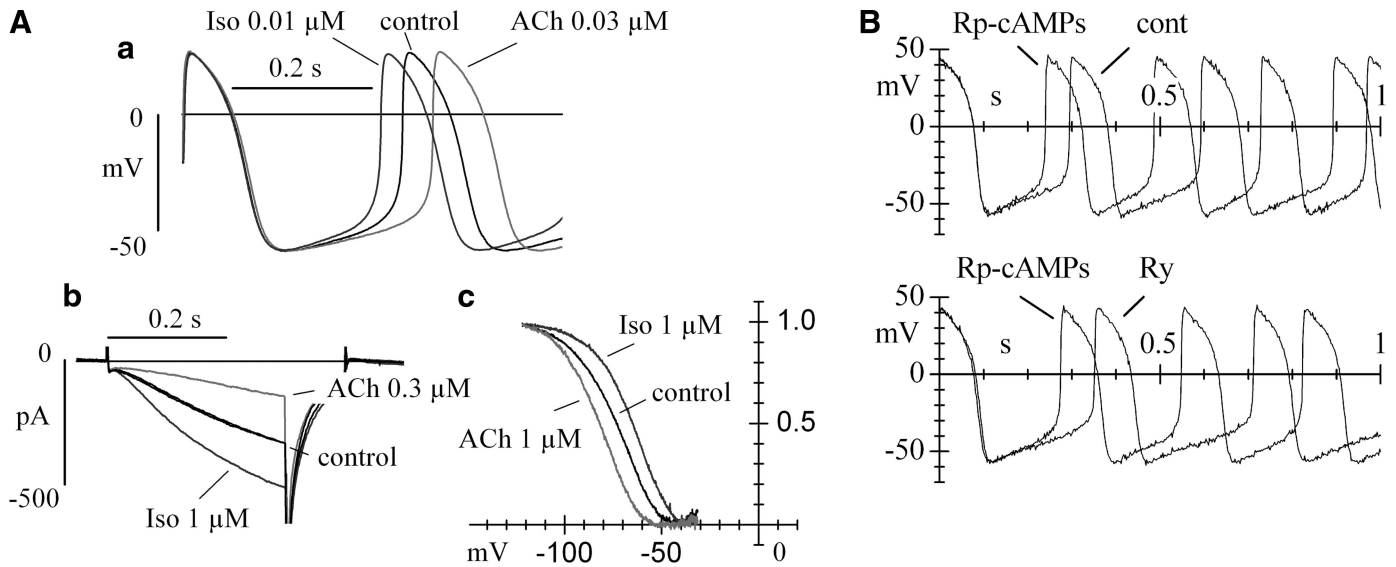 A
a
Iso 0.01 µM control ACh 0.03 µM
0.2 s
0
mV
-50
b
0.2 s
0
pA
-500
ACh 0.3 µM
control
Iso 1 µM
c
Iso 1 µM
control
ACh 1 µM
1.0
0.5
mV -100 -50 0
B
Rp-cAMPs cont
50
mV
s 0.5 1
0
-50
Rp-cAMPs Ry
50
mV
s 0.5 1
0
-50